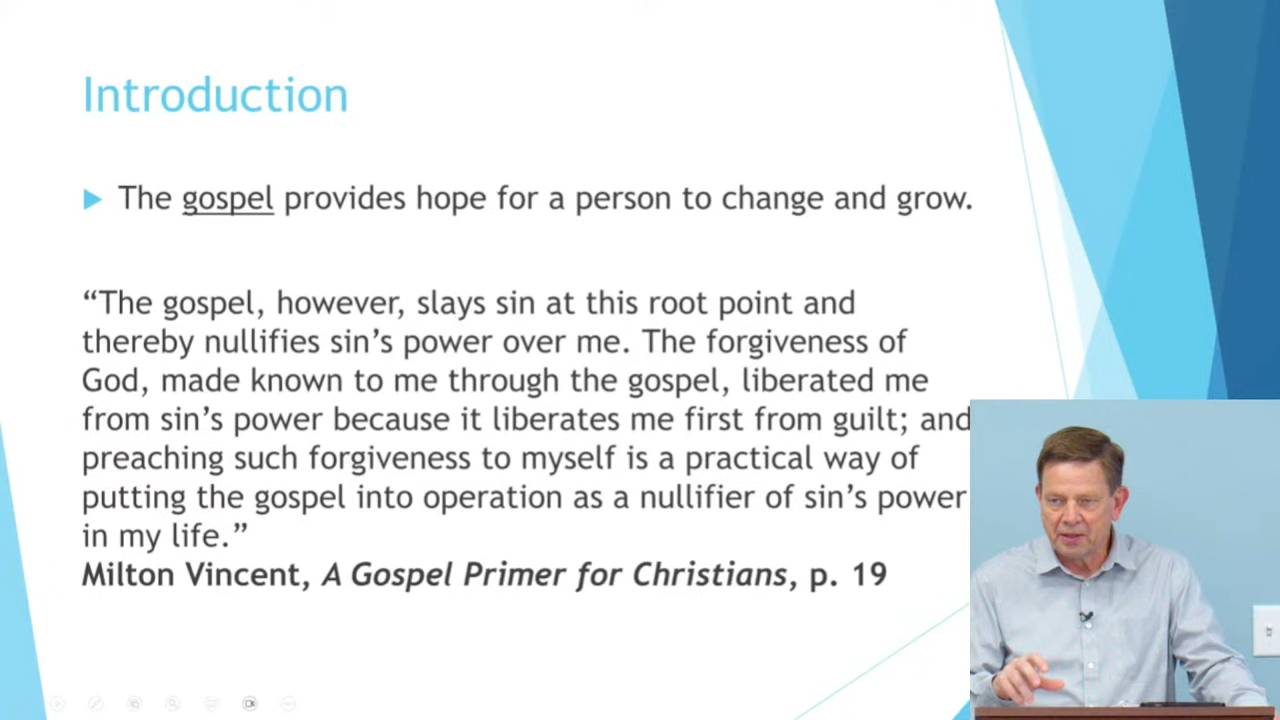 Introduction
The gospel provides hope for a person to change and grow.
“The gospel, however, slays sin at this root point and
thereby nullifies sin’s power over me. The forgiveness of
God, made known to me through the gospel, liberated me
from sin’s power because it liberates me first from guilt; and
preaching such forgiveness to myself is a practical way of
putting the gospel into operation as a nullifier of sin’s power
in my life.”
Milton Vincent, A Gospel Primer for Christians, p. 19